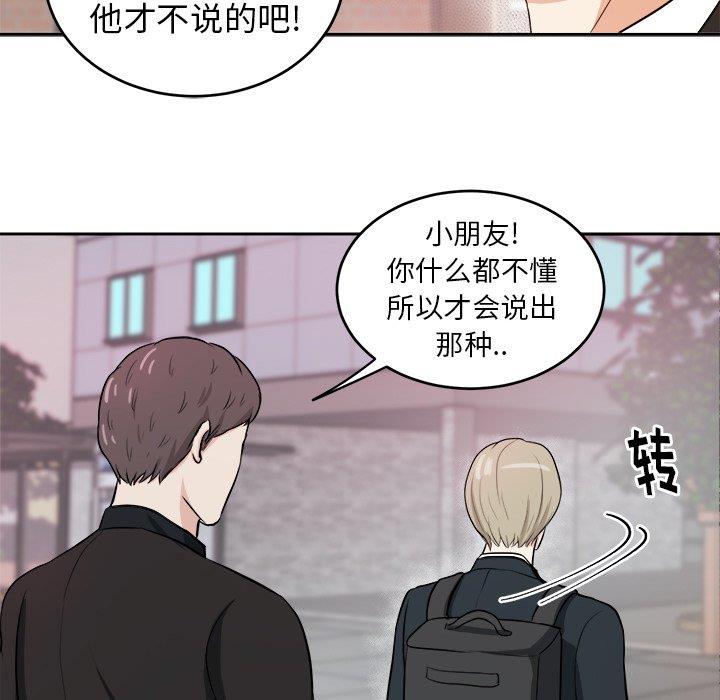 他才不说的吧!
小朋友!
你什么都不懂
所以才会说出
那种..
转